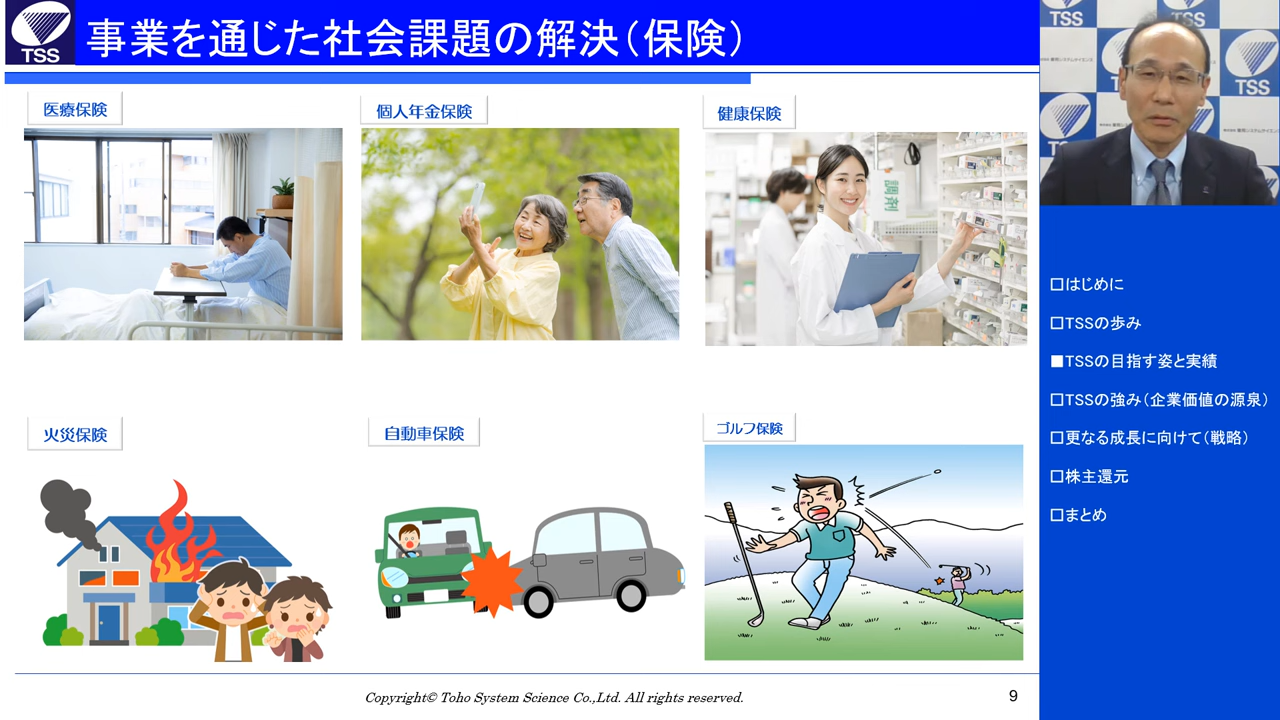 TSS
事業を通じた社会課題の解決（保険）
医療保険
個人年金保険
健康保険
調剤
火災保険
自動車保険
ゴルフ保険
Copyright© Toho System Science Co.,Ltd. All rights reserved.
9
TSS
TSS
TSS
TSS
TSS
□はじめに
□TSSの歩み
■TSSの目指す姿と実績
□TSSの強み（企業価値の源泉）
□更なる成長に向けて（戦略）
□株主還元
□まとめ